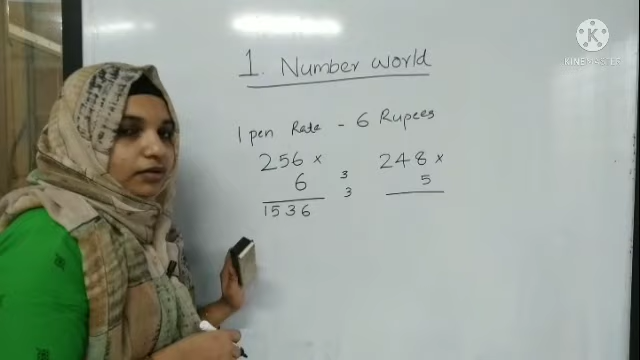 K
KINEMASTER
1. Number world
1 pen Rate - 6 Rupees
256 x
6
1536
3
3
248 x
5